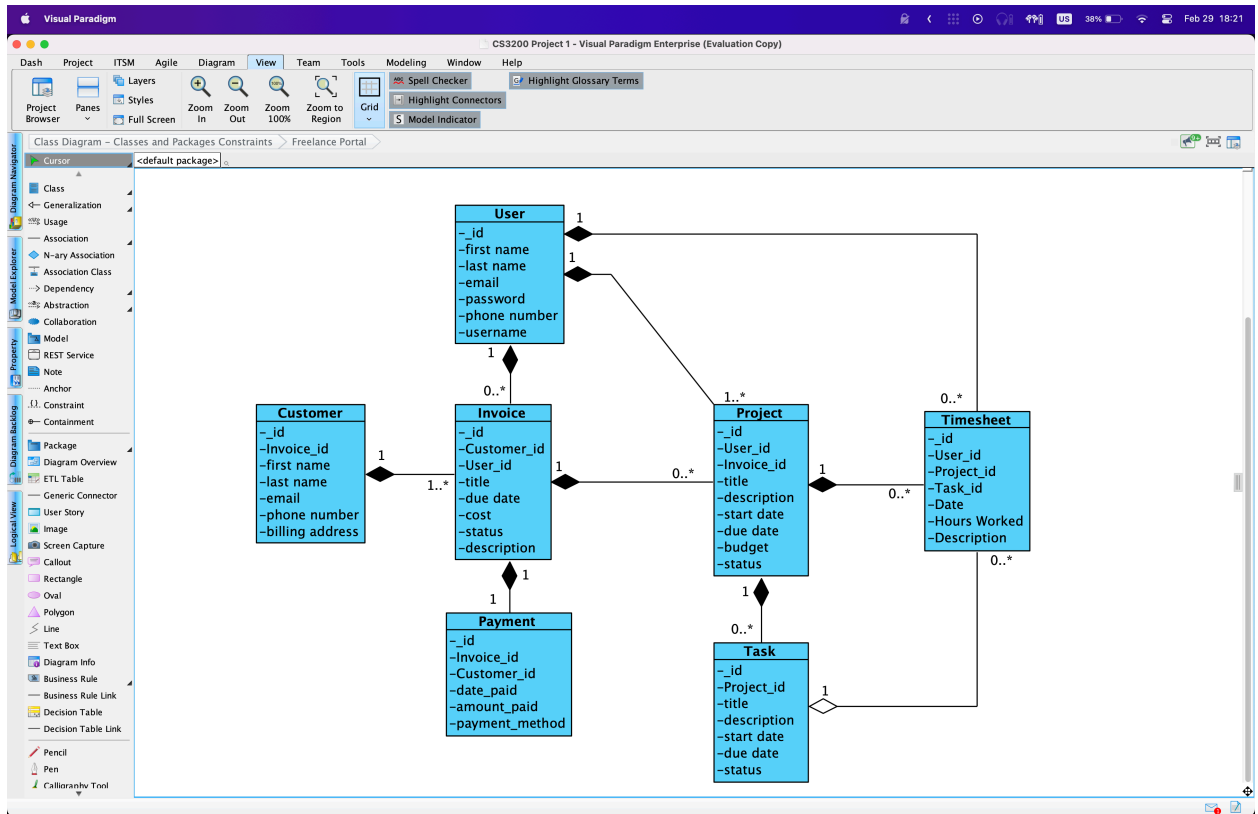 Visual Paradigm
US
38%
Feb 29 18:21
CS3200 Project 1 - Visual Paradigm Enterprise (Evaluation Copy)
Dash Project ITSM Agile Diagram View Team Tools Modeling Window Help
Project Browser
Panes
Layers
Styles
Full Screen
Zoom In
Zoom Out
100%
Zoom 100%
Zoom to Region
Grid
ABC Spell Checker
Highlight Connectors
S Model Indicator
Highlight Glossary Terms
Class Diagram - Classes and Packages Constraints
Freelance Portal
<default package>
Diagram Navigator
Model Explorer
Property
Diagram Backlog
Logical View
Cursor
Class
Generalization
Usage
Association
N-ary Association
Association Class
Dependency
Abstraction
Collaboration
Model
REST Service
Note
Anchor
Constraint
Containment
Package
Diagram Overview
ETL Table
Generic Connector
User Story
Image
Screen Capture
Callout
Rectangle
Oval
Polygon
Line
Text Box
Diagram Info
Business Rule
Business Rule Link
Decision Table
Decision Table Link
Pencil
Pen
Calligraphy Tool
User
-_id
-first name
-last name
-email
-password
-phone number
-username
1
1
1
0..*
1..*
0..*
Customer
-_id
-Invoice_id
-first name
-last name
-email
-phone number
-billing address
1
1..*
Invoice
-_id
-Customer_id
-User_id
-title
-due date
-cost
-status
-description
1
0..*
1
1
Project
-_id
-User_id
-Invoice_id
-title
-description
-start date
-due date
-budget
-status
1
0..*
1
0..*
Timesheet
-_id
-User_id
-Project_id
-Task_id
-Date
-Hours Worked
-Description
0..*
Payment
-_id
-Invoice_id
-Customer_id
-date_paid
-amount_paid
-payment_method
Task
-_id
-Project_id
-title
-description
-start date
-due date
-status
1